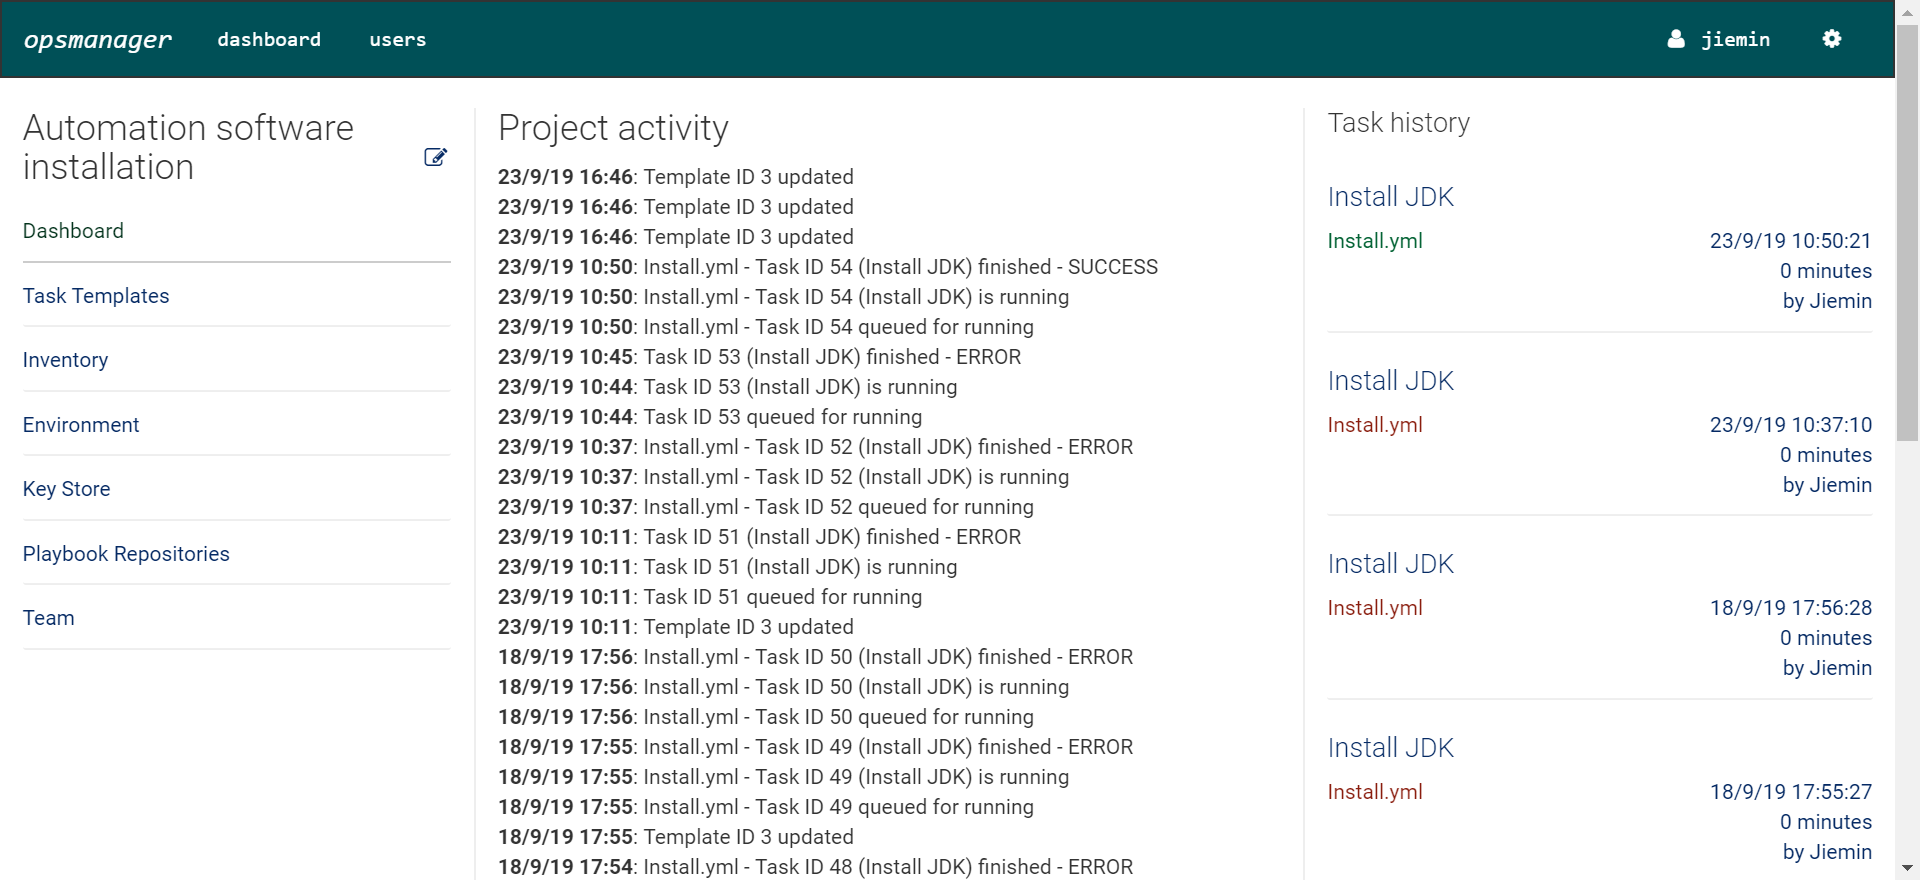 opsmanager dashboard users jiemin
Automation software
installation
Dashboard
Task Templates
Inventory
Environment
Key Store
Playbook Repositories
Team
Project activity
23/9/19 16:46: Template ID 3 updated
23/9/19 16:46: Template ID 3 updated
23/9/19 16:46: Template ID 3 updated
23/9/19 10:50: Install.yml - Task ID 54 (Install JDK) finished - SUCCESS
23/9/19 10:50: Install.yml - Task ID 54 (Install JDK) is running
23/9/19 10:50: Install.yml - Task ID 54 queued for running
23/9/19 10:45: Task ID 53 (Install JDK) finished - ERROR
23/9/19 10:44: Task ID 53 (Install JDK) is running
23/9/19 10:44: Task ID 53 queued for running
23/9/19 10:37: Install.yml - Task ID 52 (Install JDK) finished - ERROR
23/9/19 10:37: Install.yml - Task ID 52 (Install JDK) is running
23/9/19 10:37: Install.yml - Task ID 52 queued for running
23/9/19 10:11: Task ID 51 (Install JDK) finished - ERROR
23/9/19 10:11: Task ID 51 (Install JDK) is running
23/9/19 10:11: Task ID 51 queued for running
23/9/19 10:11: Template ID 3 updated
18/9/19 17:56: Install.yml - Task ID 50 (Install JDK) finished - ERROR
18/9/19 17:56: Install.yml - Task ID 50 (Install JDK) is running
18/9/19 17:56: Install.yml - Task ID 50 queued for running
18/9/19 17:55: Install.yml - Task ID 49 (Install JDK) finished - ERROR
18/9/19 17:55: Install.yml - Task ID 49 (Install JDK) is running
18/9/19 17:55: Install.yml - Task ID 49 queued for running
18/9/19 17:55: Template ID 3 updated
18/9/19 17:54: Install.yml - Task ID 48 (Install JDK) finished - ERROR
Task history
Install JDK
Install.yml 23/9/19 10:50:21
0 minutes
by Jiemin
Install JDK
Install.yml 23/9/19 10:37:10
0 minutes
by Jiemin
Install JDK
Install.yml 18/9/19 17:56:28
0 minutes
by Jiemin
Install JDK
Install.yml 18/9/19 17:55:27
0 minutes
by Jiemin